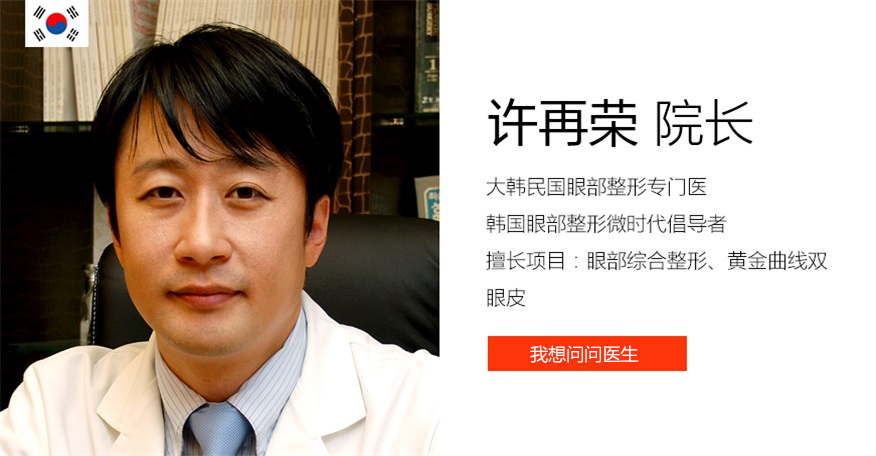 许再荣 院长
大韩民国眼部整形专门医
韩国眼部整形微时代倡导者
擅长项目：眼部综合整形、黄金曲线双
眼皮
我想问问医生